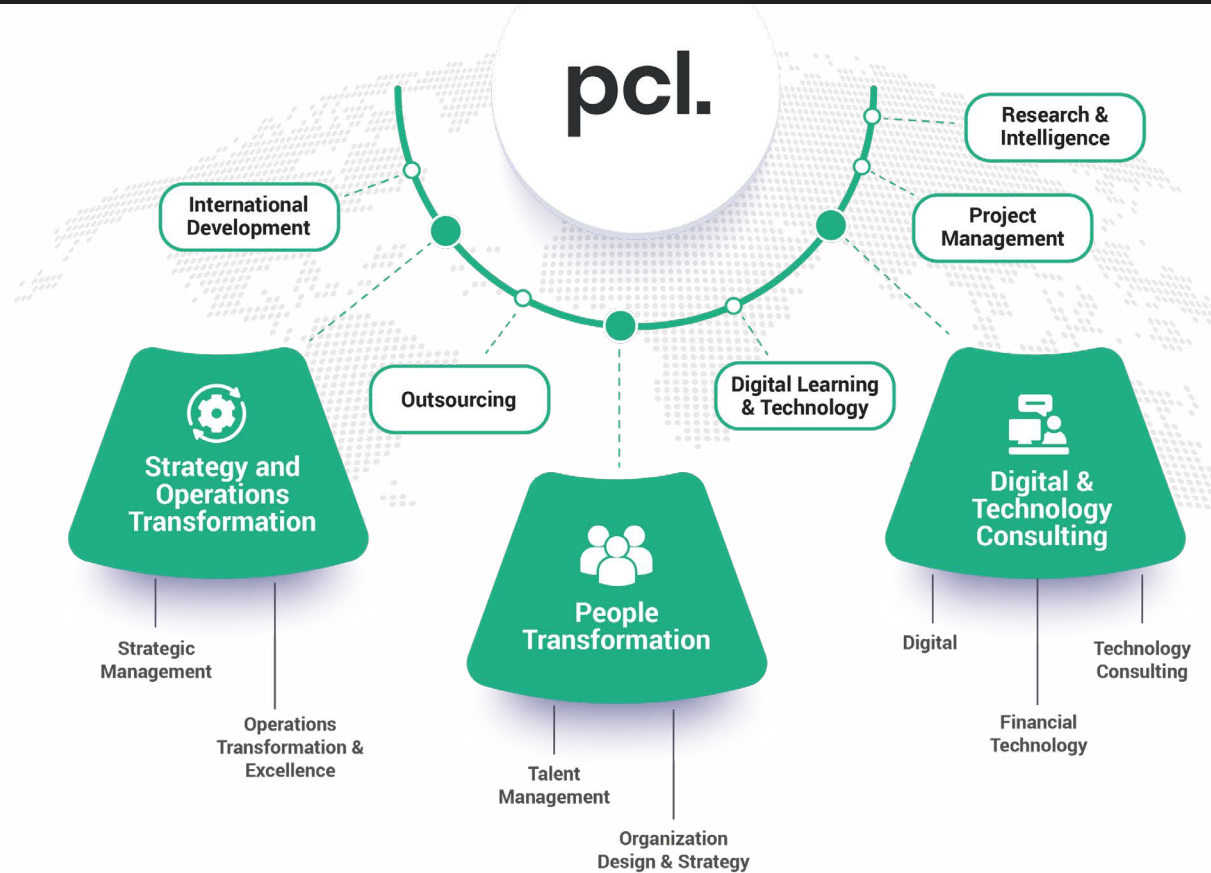 pcl.
Research &
Intelligence
International
Development
Project
Management
Outsourcing
Digital Learning
& Technology
Strategy and
Operations
Transformation
People
Transformation
Digital &
Technology
Consulting
Strategic
Management
Operations
Transformation &
Excellence
Talent
Management
Organization
Design & Strategy
Digital
Financial
Technology
Technology
Consulting